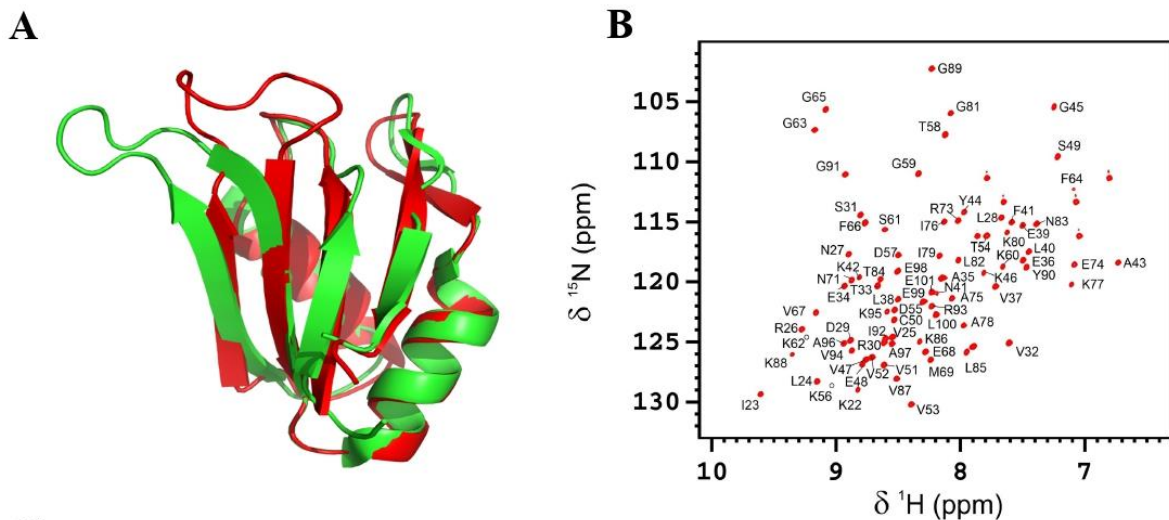 A
B
G89
G65
G81
G45
G63
T58
S49
G91
G59
F64
S31
R73
Y44
L28
F41
N83
F66
S61
I76
E39
N27
D57
I79
T54
K80
L40
K60
E36
L82
Y90
E74
A43
K42
T84
E98
A35
K46
K77
N71
T33
E101
E34
L38
E99
N41
A75
V37
V67
K95
D55
R93
C50
L100
R26
D29
I92
V25
A78
K62
A96
R30
K86
V32
K88
V94
A97
E68
L85
V47
V52
V51
M69
L24
K56
E48
V87
I23
K22
V53
105
110
115
120
125
130
δ ¹⁵N (ppm)
10
9
8
7
δ ¹H (ppm)